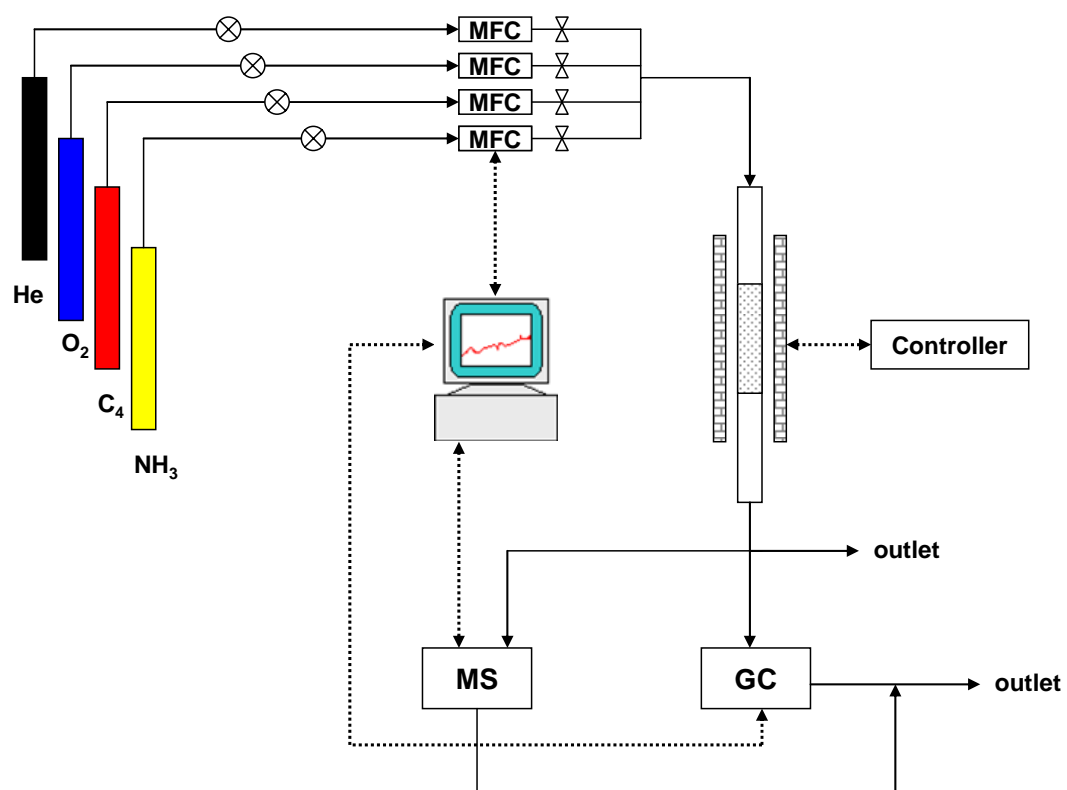 MFC
MFC
MFC
MFC
He
O₂
C₄
NH₃
Controller
outlet
MS
GC
outlet